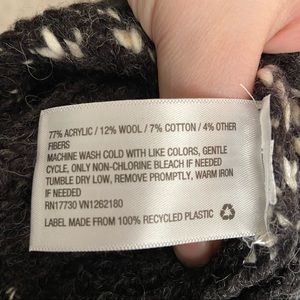 77% ACRYLIC / 12% WOOL / 7% COTTON / 4% OTHER
FIBERS
MACHINE WASH COLD WITH LIKE COLORS, GENTLE
CYCLE, ONLY NON-CHLORINE BLEACH IF NEEDED
TUMBLE DRY LOW, REMOVE PROMPTLY, WARM IRON
IF NEEDED
RN17730 VN1262180
LABEL MADE FROM 100% RECYCLED PLASTIC